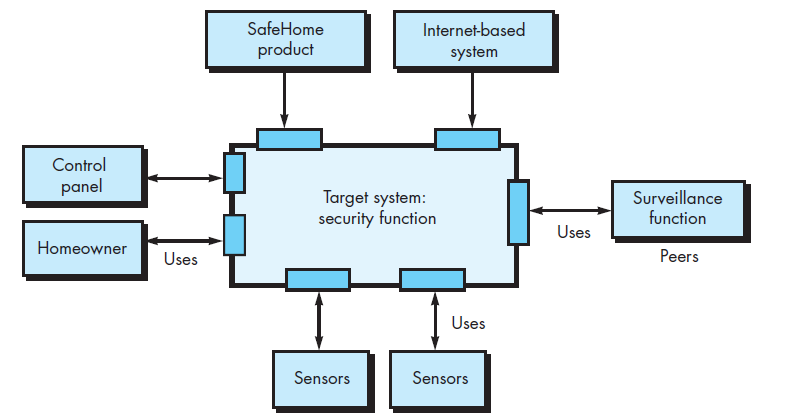 SafeHome
product
Internet-based
system
Control
panel
Target system:
security function
Surveillance
function
Homeowner
Uses
Uses
Peers
Uses
Sensors
Sensors